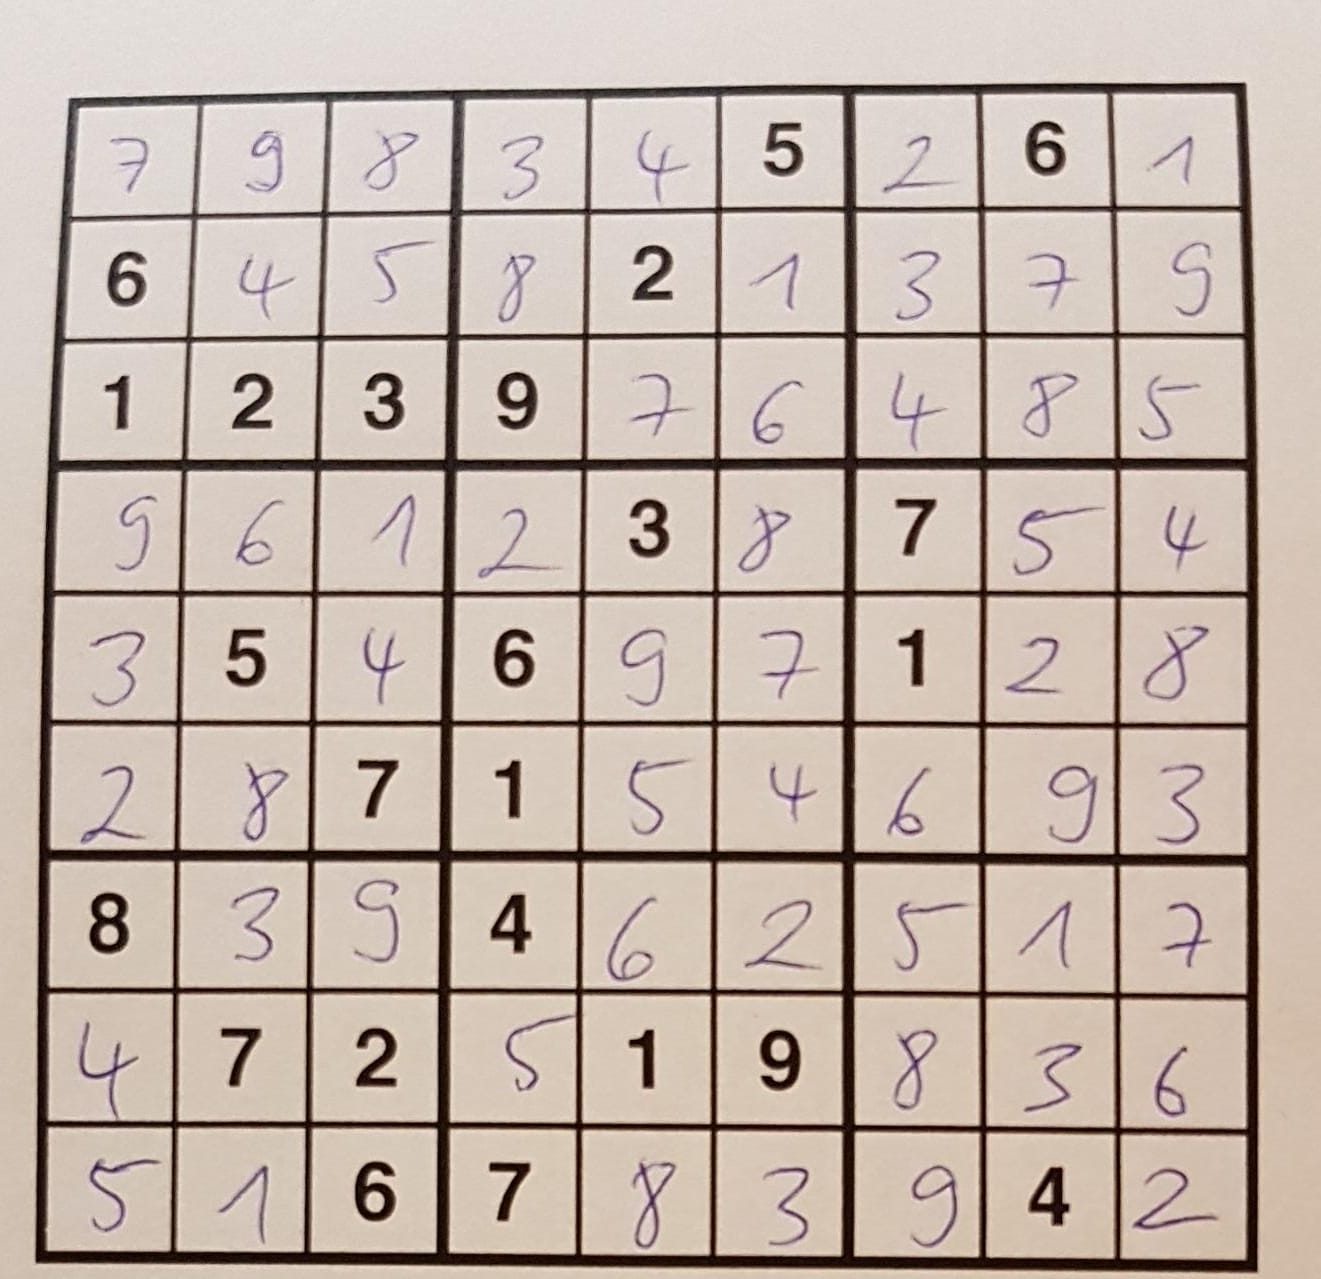 7 9 8 3 4 5 2 6 1
6 4 5 8 2 1 3 7 9
1 2 3 9 7 6 4 8 5
9 6 1 2 3 8 7 5 4
3 5 4 6 9 7 1 2 8
2 8 7 1 5 4 6 9 3
8 3 9 4 6 2 5 1 7
4 7 2 5 1 9 8 3 6
5 1 6 7 8 3 9 4 2